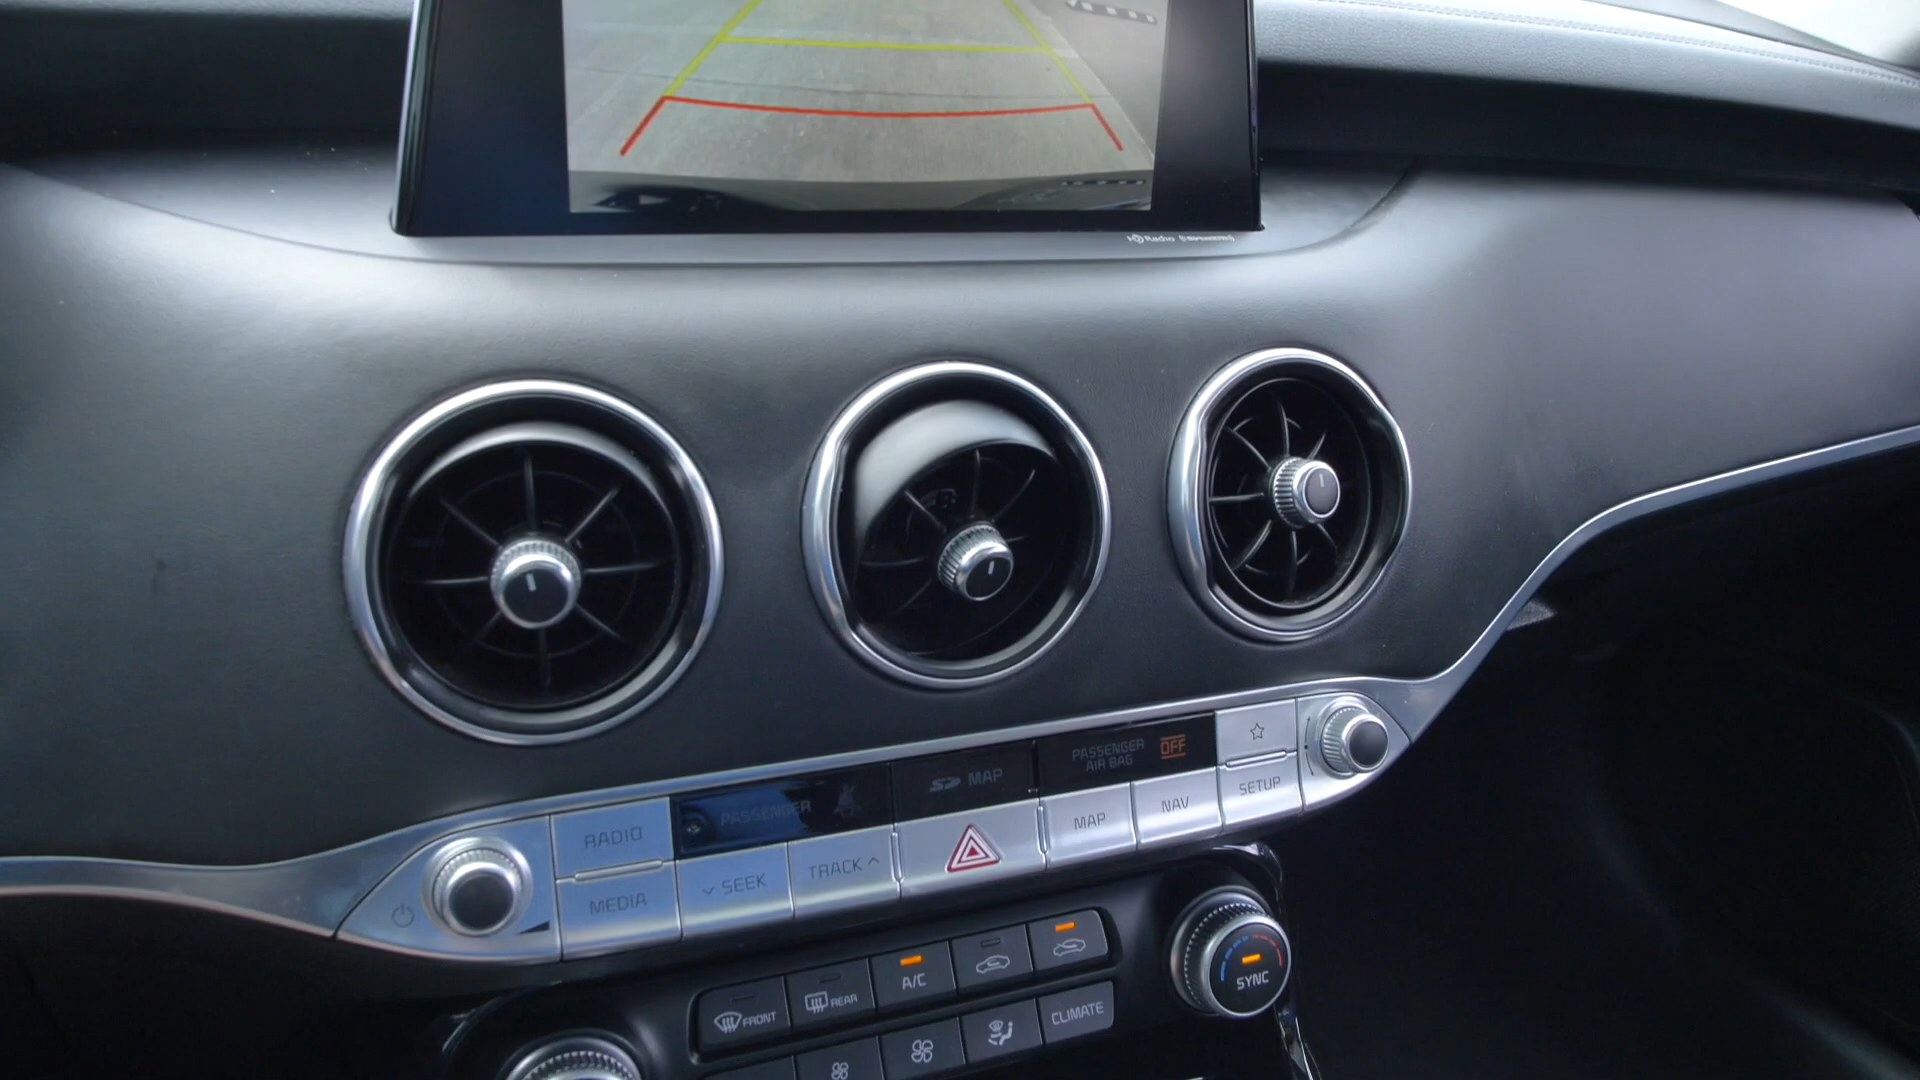 HD Radio
RADIO
PASSENGER
MAP
PASSENGER
AIR BAG
OFF
MEDIA
SEEK
TRACK
MAP
NAV
SETUP
FRONT
REAR
A/C
CLIMATE
SYNC